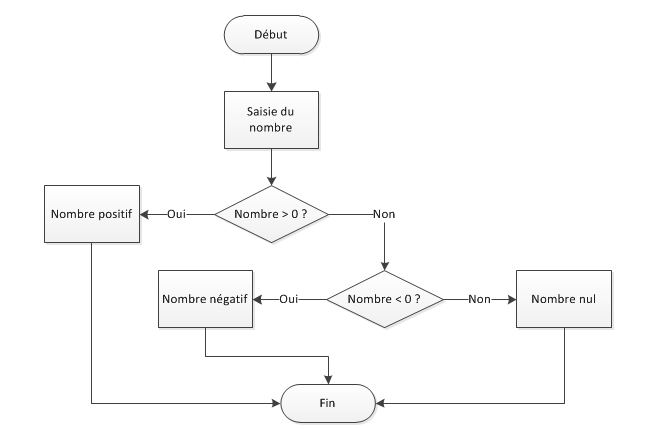 Début
Saisie du
nombre
Nombre positif
Oui
Nombre > 0 ?
Non
Nombre négatif
Oui
Nombre < 0 ?
Non
Nombre nul
Fin